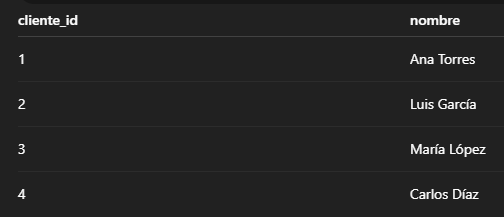 cliente_id nombre
1 Ana Torres
2 Luis García
3 María López
4 Carlos Díaz